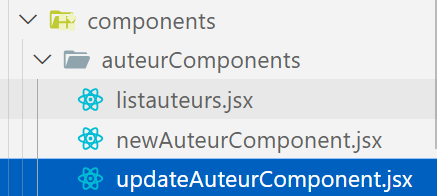 components
auteurComponents
listauteurs.jsx
newAuteurComponent.jsx
updateAuteurComponent.jsx